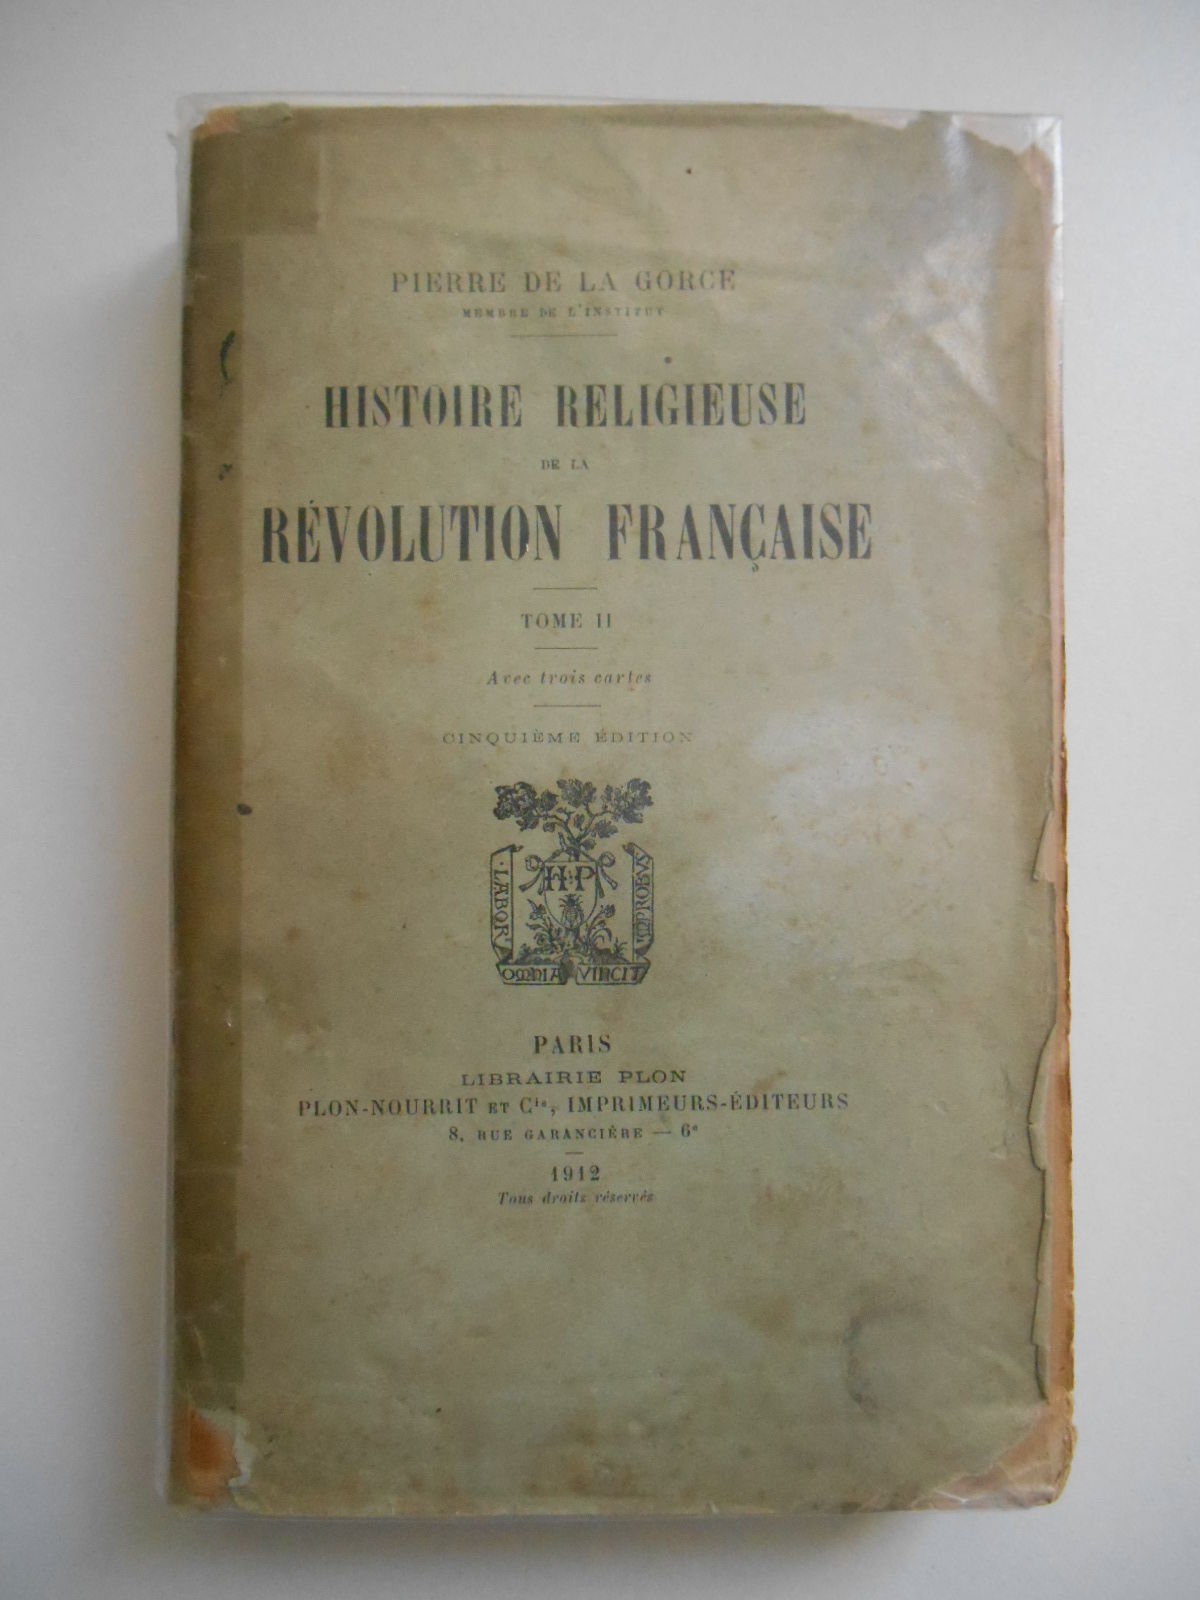 PIERRE DE LA GORCE
MEMBRE DE L'INSTITUT
HISTOIRE RELIGIEUSE
DE LA
RÉVOLUTION FRANÇAISE
TOME II
Avec trois cartes
CINQUIÈME ÉDITION
H·P
·LABOR·
IMPROBVS
OMNIA VINCIT
PARIS
LIBRAIRIE PLON
PLON-NOURRIT ET Cie, IMPRIMEURS-ÉDITEURS
8, RUE GARANCIÈRE — 6e
1912
Tous droits réservés